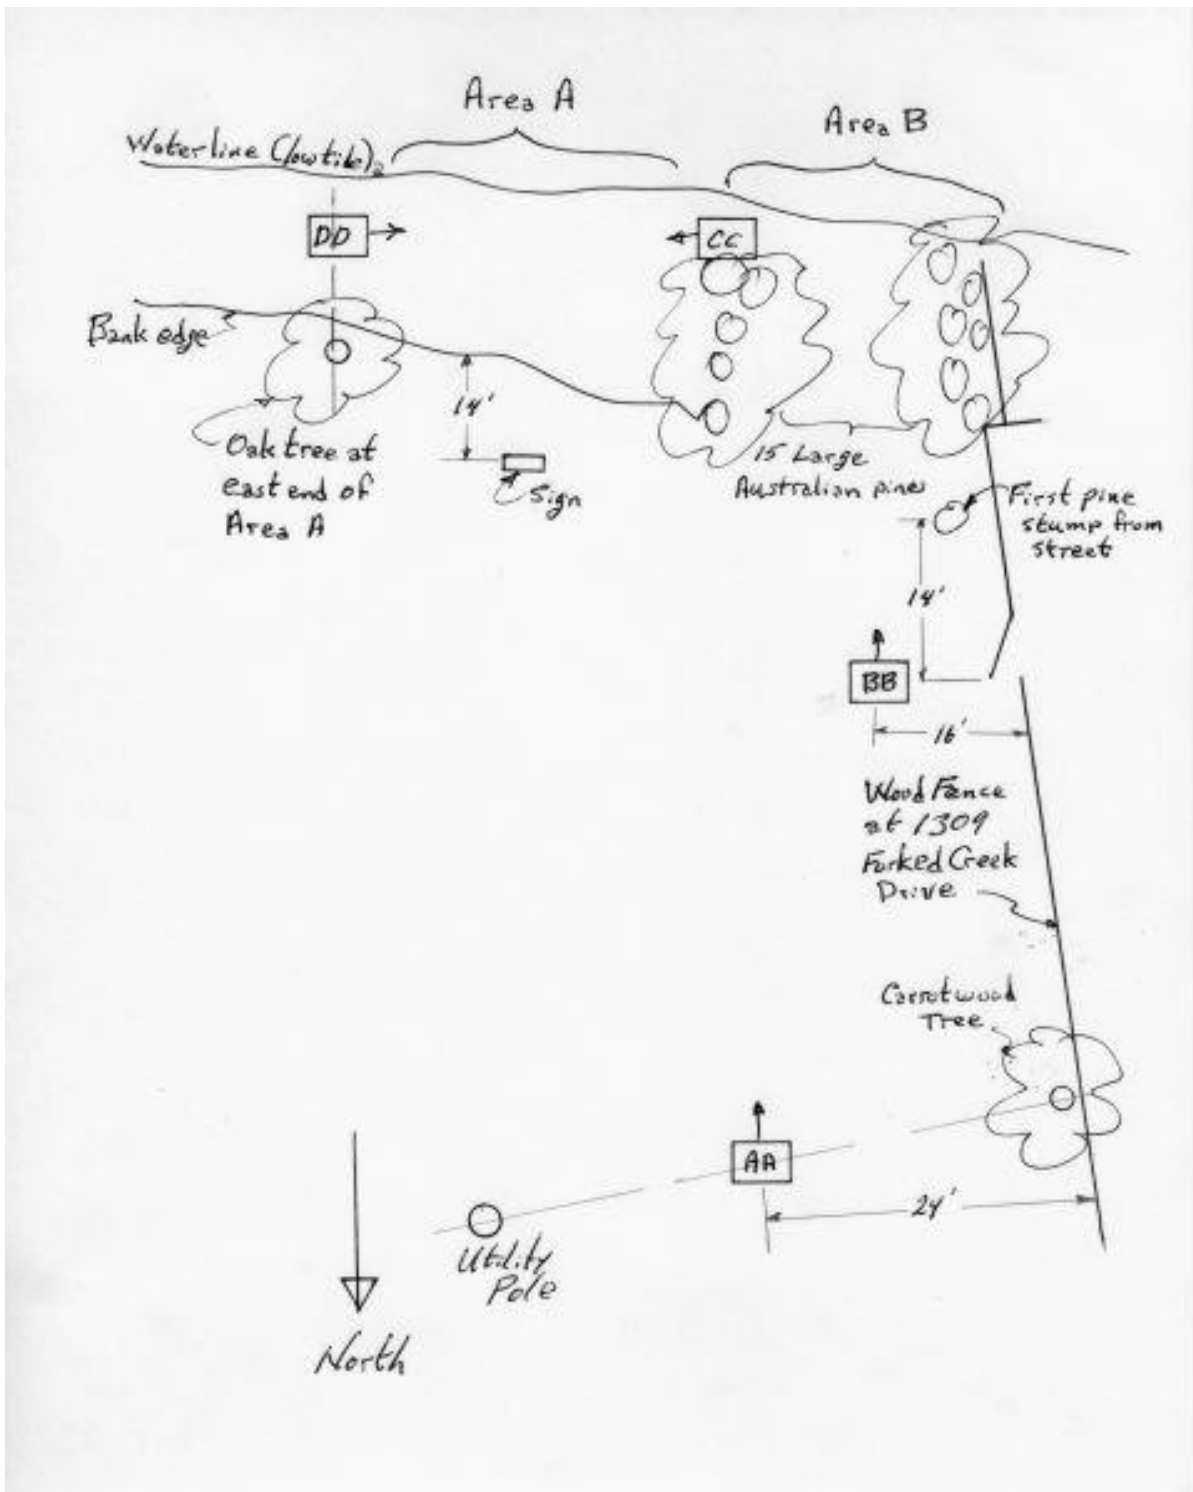 Area A
Area B
Waterline (low tide)
DD
CC
Bank edge
14'
Oak tree at
east end of
Area A
Sign
15 Large
Australian pines
First pine
stump from
street
14'
BB
16'
Wood Fence
at 1309
Forked Creek
Drive
Carrotwood
Tree
AA
24'
Utility
Pole
North